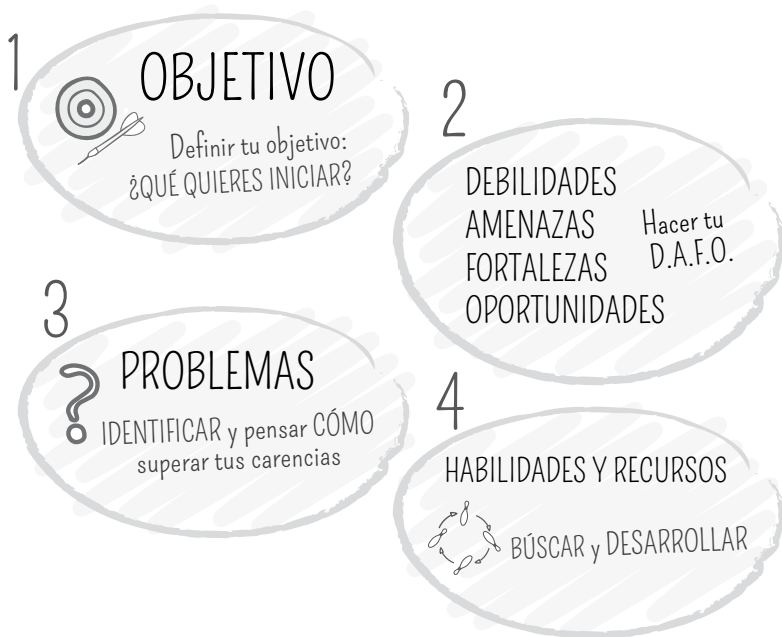 1
OBJETIVO
Definir tu objetivo:
¿QUÉ QUIERES INICIAR?
2
DEBILIDADES
AMENAZAS
FORTALEZAS
OPORTUNIDADES
Hacer tu
D.A.F.O.
3
?
PROBLEMAS
IDENTIFICAR y pensar CÓMO
superar tus carencias
4
HABILIDADES Y RECURSOS
BÚSCAR y DESARROLLAR